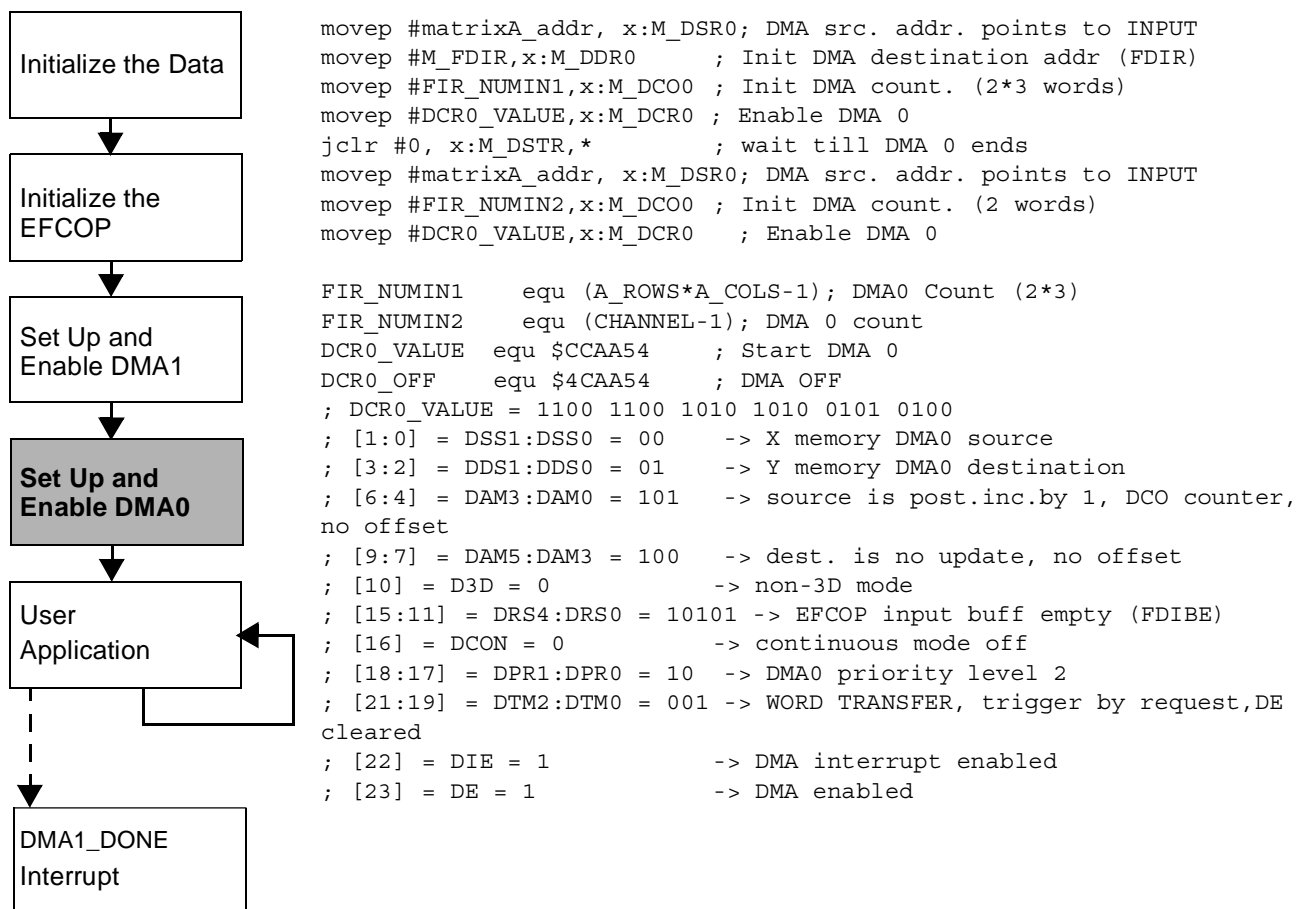 Initialize the Data
Initialize the
EFCOP
Set Up and
Enable DMA1
Set Up and
Enable DMA0
User
Application
DMA1_DONE
Interrupt
movep #matrixA_addr, x:M_DSR0; DMA src. addr. points to INPUT
movep #M_FDIR,x:M_DDR0 ; Init DMA destination addr (FDIR)
movep #FIR_NUMIN1,x:M_DCO0 ; Init DMA count. (2*3 words)
movep #DCR0_VALUE,x:M_DCR0 ; Enable DMA 0
jclr #0, x:M_DSTR,* ; wait till DMA 0 ends
movep #matrixA_addr, x:M_DSR0; DMA src. addr. points to INPUT
movep #FIR_NUMIN2,x:M_DCO0 ; Init DMA count. (2 words)
movep #DCR0_VALUE,x:M_DCR0 ; Enable DMA 0
FIR_NUMIN1 equ (A_ROWS*A_COLS-1); DMA0 Count (2*3)
FIR_NUMIN2 equ (CHANNEL-1); DMA 0 count
DCR0_VALUE equ $CCAA54 ; Start DMA 0
DCR0_OFF equ $4CAA54 ; DMA OFF
; DCR0_VALUE = 1100 1100 1010 1010 0101 0100
; [1:0] = DSS1:DSS0 = 00 -> X memory DMA0 source
; [3:2] = DDS1:DDS0 = 01 -> Y memory DMA0 destination
; [6:4] = DAM3:DAM0 = 101 -> source is post.inc.by 1, DCO counter,
no offset
; [9:7] = DAM5:DAM3 = 100 -> dest. is no update, no offset
; [10] = D3D = 0 -> non-3D mode
; [15:11] = DRS4:DRS0 = 10101 -> EFCOP input buff empty (FDIBE)
; [16] = DCON = 0 -> continuous mode off
; [18:17] = DPR1:DPR0 = 10 -> DMA0 priority level 2
; [21:19] = DTM2:DTM0 = 001 -> WORD TRANSFER, trigger by request,DE
cleared
; [22] = DIE = 1 -> DMA interrupt enabled
; [23] = DE = 1 -> DMA enabled